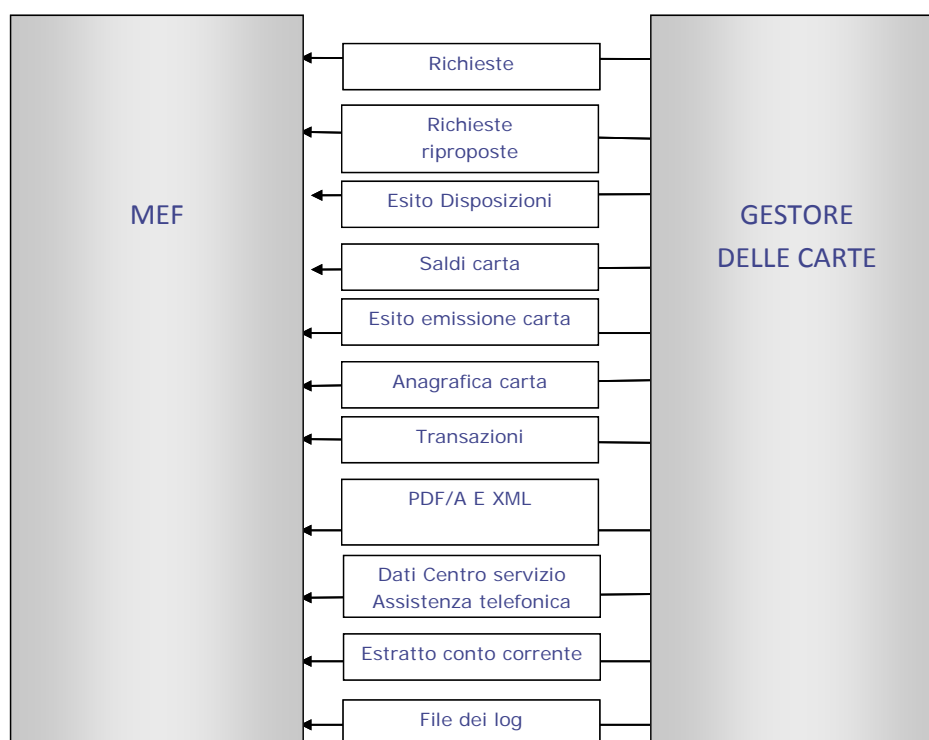 Richieste
Richieste
riproposte
Esito Disposizioni
MEF
GESTORE
DELLE CARTE
Saldi carta
Esito emissione carta
Anagrafica carta
Transazioni
PDF/A E XML
Dati Centro servizio
Assistenza telefonica
Estratto conto corrente
File dei log